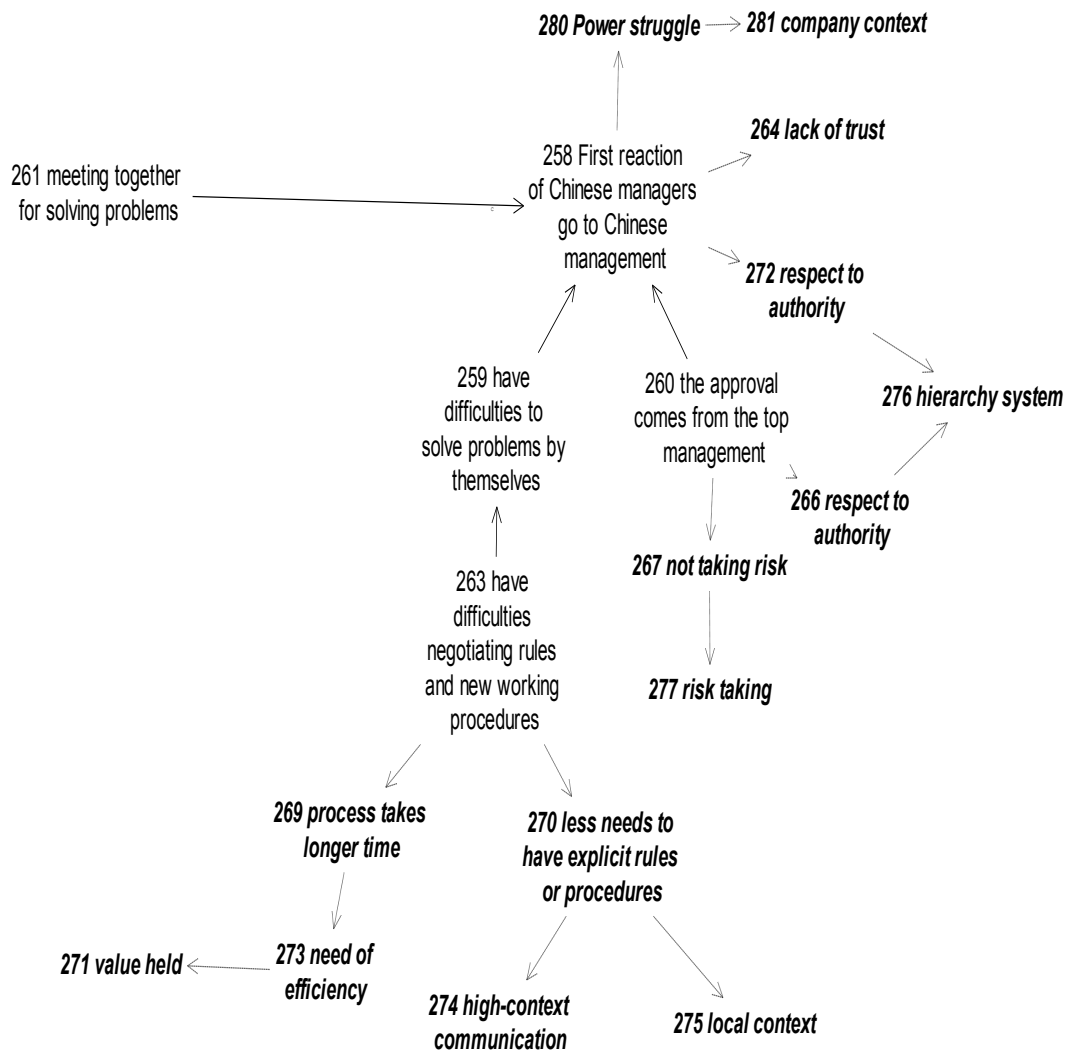 280 Power struggle
281 company context
264 lack of trust
258 First reaction
of Chinese managers
go to Chinese
management
261 meeting together
for solving problems
272 respect to
authority
259 have
difficulties to
solve problems by
themselves
260 the approval
comes from the top
management
276 hierarchy system
266 respect to
authority
267 not taking risk
263 have
difficulties
negotiating rules
and new working
procedures
277 risk taking
269 process takes
longer time
270 less needs to
have explicit rules
or procedures
271 value held
273 need of
efficiency
274 high-context
communication
275 local context